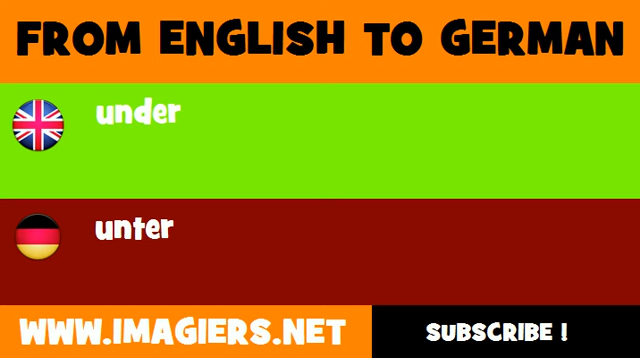 FROM ENGLISH TO GERMAN
under
unter
WWW.IMAGIERS.NET
SUBSCRIBE !